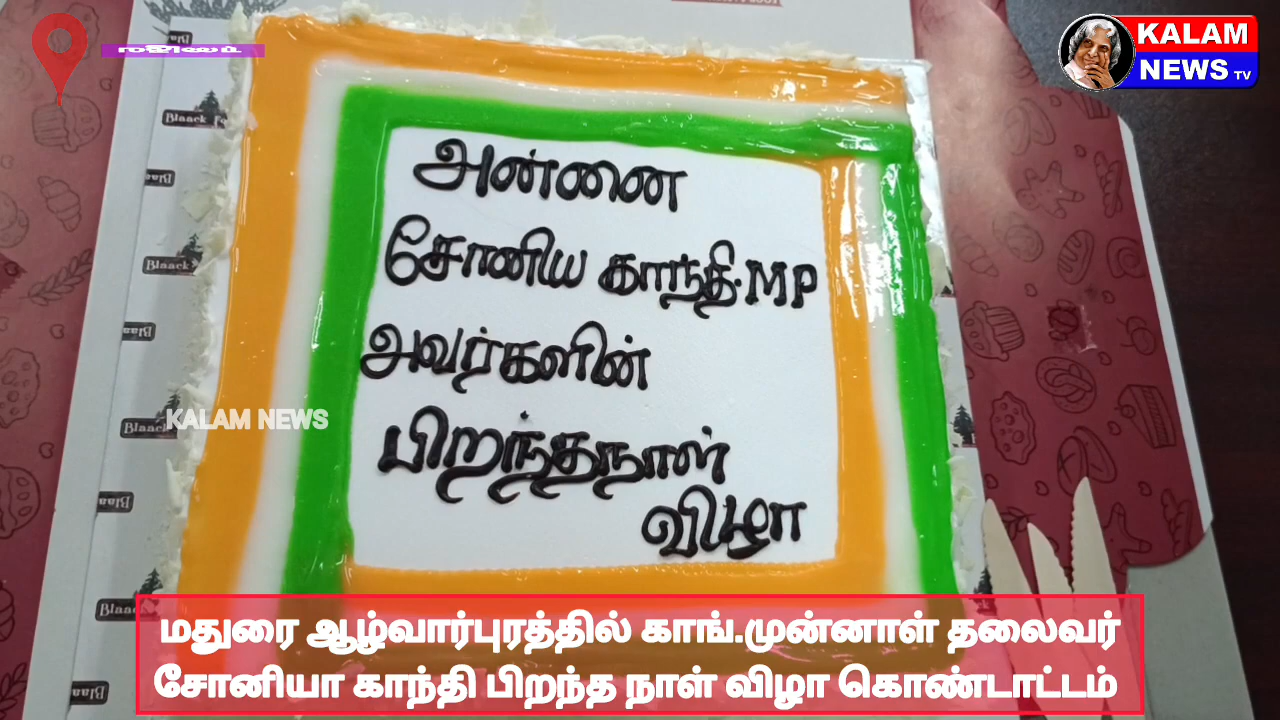 KALAM
NEWS TV
அன்னை
சோனிய காந்தி.MP
அவர்களின்
பிறந்தநாள்
விழா
KALAM NEWS
மதுரை ஆழ்வார்புரத்தில் காங்.முன்னாள் தலைவர்
சோனியா காந்தி பிறந்த நாள் விழா கொண்டாட்டம்